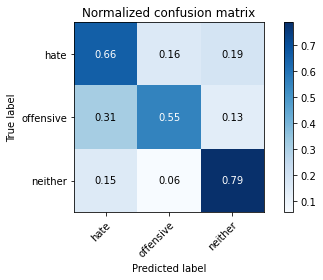 Normalized confusion matrix
True label
hate
0.66 0.16 0.19
offensive
0.31 0.55 0.13
neither
0.15 0.06 0.79
hate
offensive
neither
Predicted label
0.7
0.6
0.5
0.4
0.3
0.2
0.1